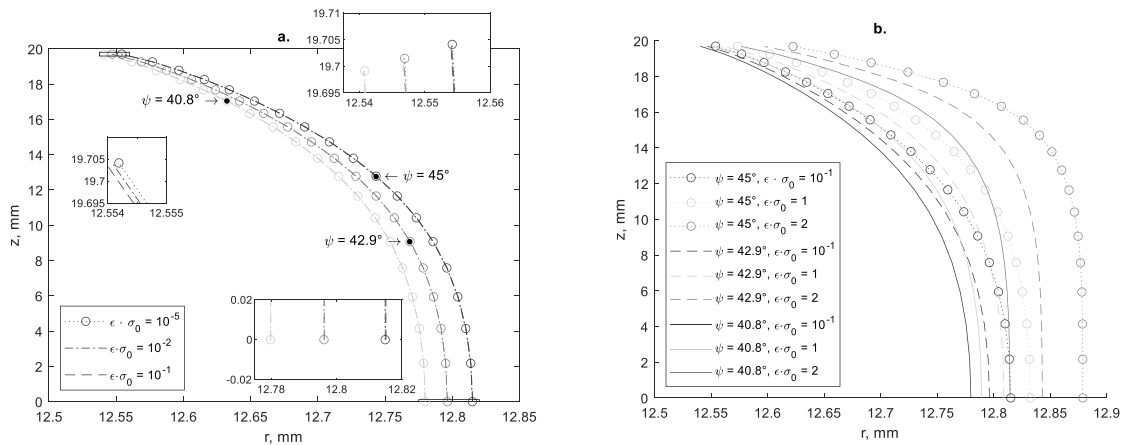 a.
19.71
19.705
19.7
19.695
12.54
12.55
12.56
20
18
16
14
12
10
8
6
4
2
0
z, mm
ψ = 40.8°
ψ = 45°
ψ = 42.9°
19.705
19.7
19.695
12.554
12.555
0.02
0
-0.02
12.78
12.8
12.82
ϵ · σ0 = 10-5
ϵ·σ0 = 10-2
ϵ·σ0 = 10-1
12.5
12.55
12.6
12.65
12.7
12.75
12.8
12.85
r, mm
b.
20
18
16
14
12
10
8
6
4
2
0
z, mm
ψ = 45°, ϵ · σ0 = 10-1
ψ = 45°, ϵ·σ0 = 1
ψ = 45°, ϵ·σ0 = 2
ψ = 42.9°, ϵ·σ0 = 10-1
ψ = 42.9°, ϵ·σ0 = 1
ψ = 42.9°, ϵ·σ0 = 2
ψ = 40.8°, ϵ·σ0 = 10-1
ψ = 40.8°, ϵ·σ0 = 1
ψ = 40.8°, ϵ·σ0 = 2
12.5
12.55
12.6
12.65
12.7
12.75
12.8
12.85
12.9
r, mm